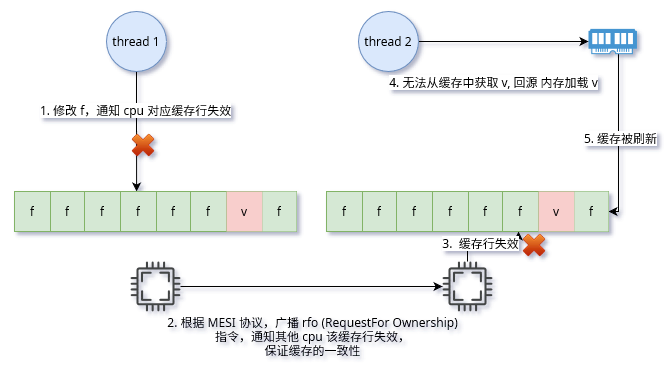 thread 1
thread 2
4. 无法从缓存中获取 v, 回源 内存加载 v
1. 修改 f，通知 cpu 对应缓存行失效
5. 缓存被刷新
f f f f f f v f
f f f f f v f
3. 缓存行失效
2. 根据 MESI 协议，广播 rfo (RequestFor Ownership)
指令，通知其他 cpu 该缓存行失效，
保证缓存的一致性